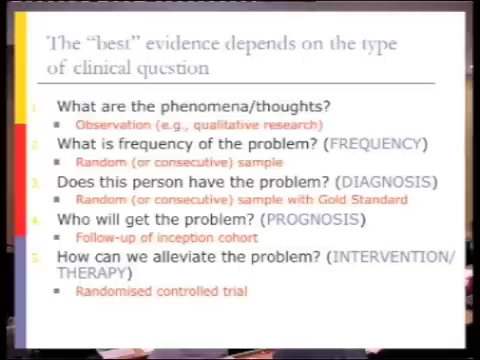 The “best” evidence depends on the type
of clinical question
1. What are the phenomena/thoughts?
Observation (e.g., qualitative research)
2. What is frequency of the problem? (FREQUENCY)
Random (or consecutive) sample
3. Does this person have the problem? (DIAGNOSIS)
Random (or consecutive) sample with Gold Standard
4. Who will get the problem? (PROGNOSIS)
Follow-up of inception cohort
5. How can we alleviate the problem? (INTERVENTION/
THERAPY)
Randomised controlled trial